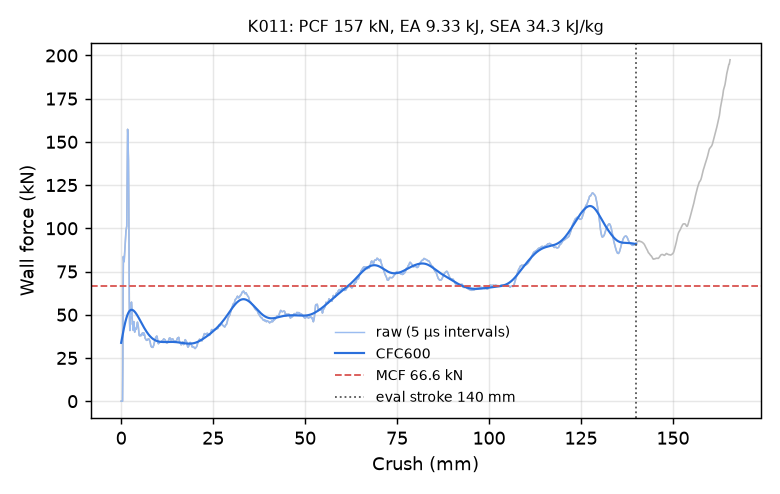 K011: PCF 157 kN, EA 9.33 kJ, SEA 34.3 kJ/kg
Wall force (kN)
200
175
150
125
100
75
50
25
0
raw (5 µs intervals)
CFC600
MCF 66.6 kN
eval stroke 140 mm
0 25 50 75 100 125 150
Crush (mm)